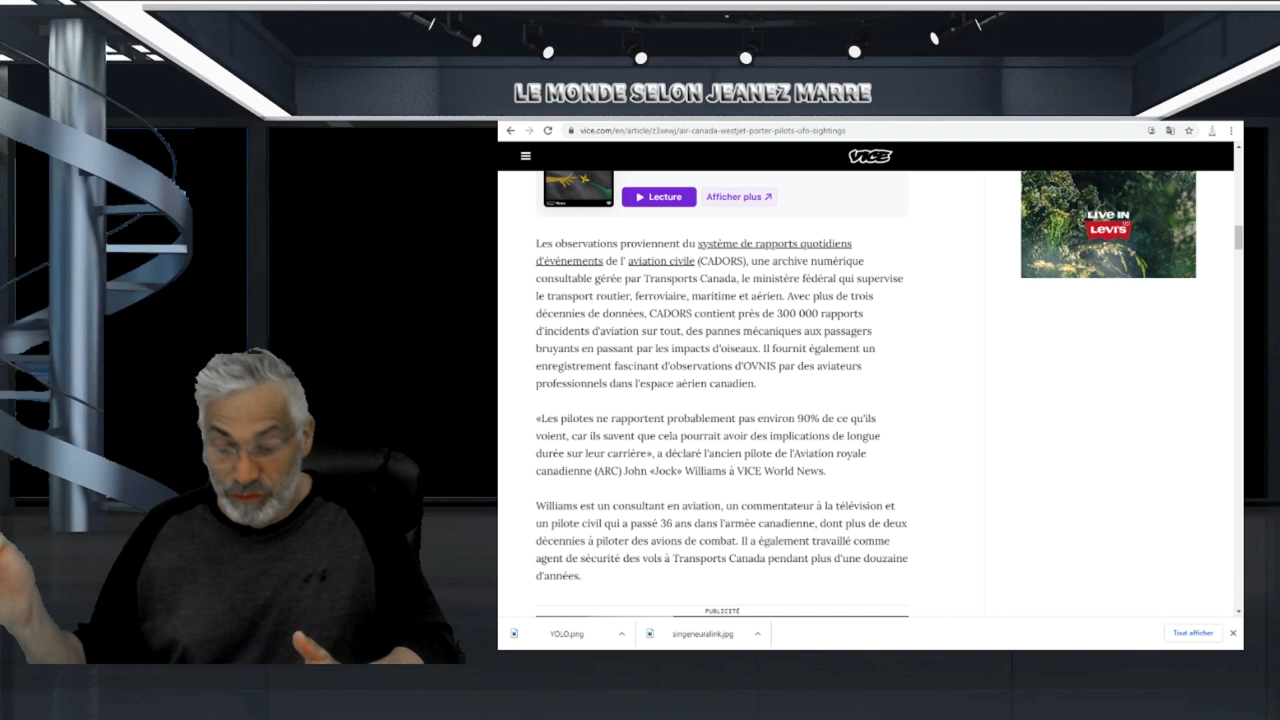 LE MONDE SELON JEANEZ MARRE
vice.com/en/article/z3xewj/air-canada-westjet-porter-pilots-ufo-sightings
VICE
Lecture
Afficher plus
LIVE IN
LEVI'S
Les observations proviennent du système de rapports quotidiens
d'événements de l' aviation civile (CADORS), une archive numérique
consultable gérée par Transports Canada, le ministère fédéral qui supervise
le transport routier, ferroviaire, maritime et aérien. Avec plus de trois
décennies de données, CADORS contient près de 300 000 rapports
d'incidents d'aviation sur tout, des pannes mécaniques aux passagers
bruyants en passant par les impacts d'oiseaux. Il fournit également un
enregistrement fascinant d'observations d'OVNIS par des aviateurs
professionnels dans l'espace aérien canadien.
«Les pilotes ne rapportent probablement pas environ 90% de ce qu'ils
voient, car ils savent que cela pourrait avoir des implications de longue
durée sur leur carrière», a déclaré l'ancien pilote de l'Aviation royale
canadienne (ARC) John «Jock» Williams à VICE World News.
Williams est un consultant en aviation, un commentateur à la télévision et
un pilote civil qui a passé 36 ans dans l'armée canadienne, dont plus de deux
décennies à piloter des avions de combat. Il a également travaillé comme
agent de sécurité des vols à Transports Canada pendant plus d'une douzaine
d'années.
PUBLICITÉ
YOLO.png
singeneuralink.jpg
Tout afficher